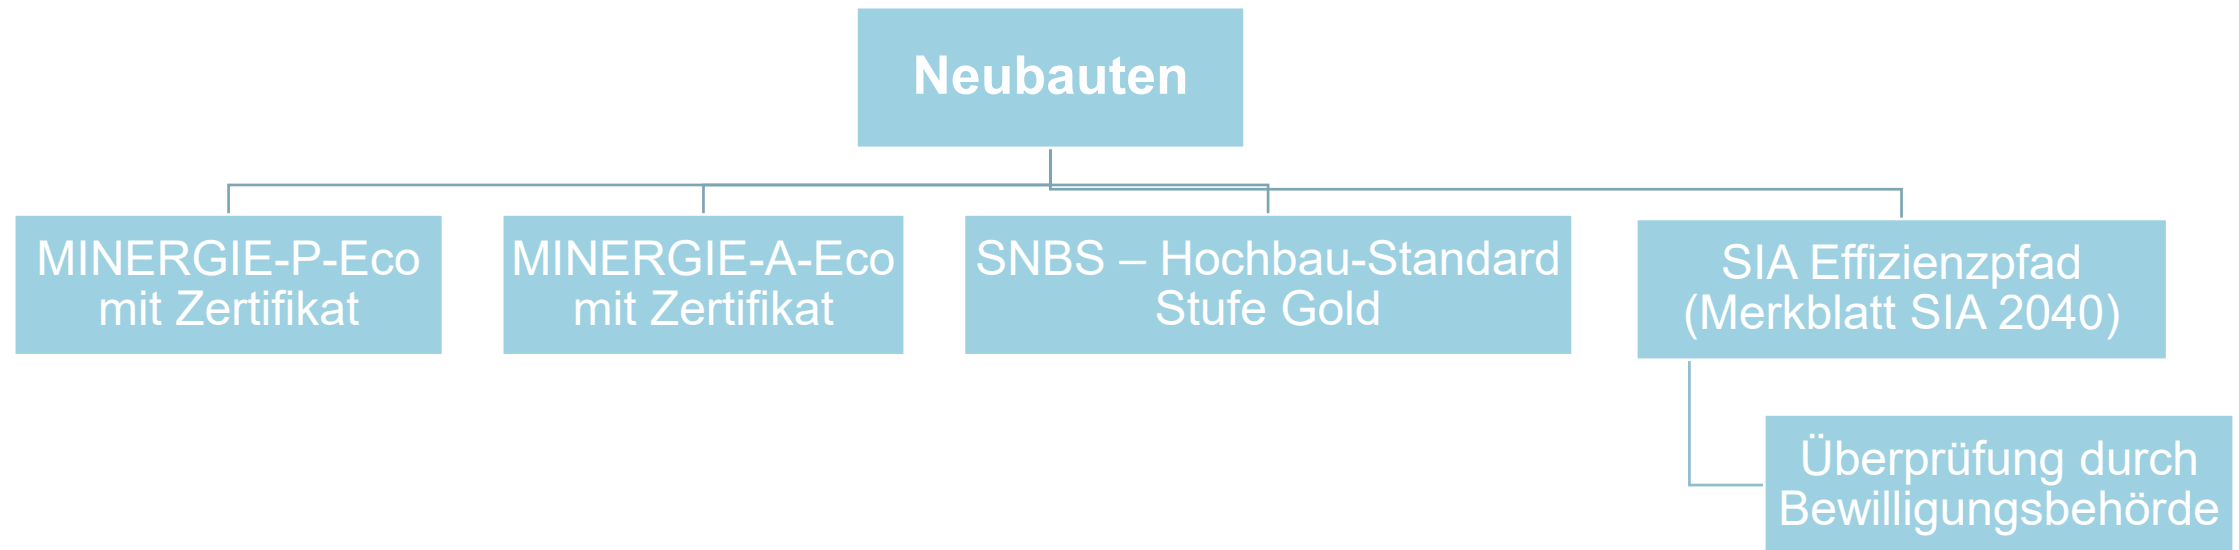 Neubauten
MINERGIE-P-Eco
mit Zertifikat
MINERGIE-A-Eco
mit Zertifikat
SNBS – Hochbau-Standard
Stufe Gold
SIA Effizienzpfad
(Merkblatt SIA 2040)
Überprüfung durch
Bewilligungsbehörde